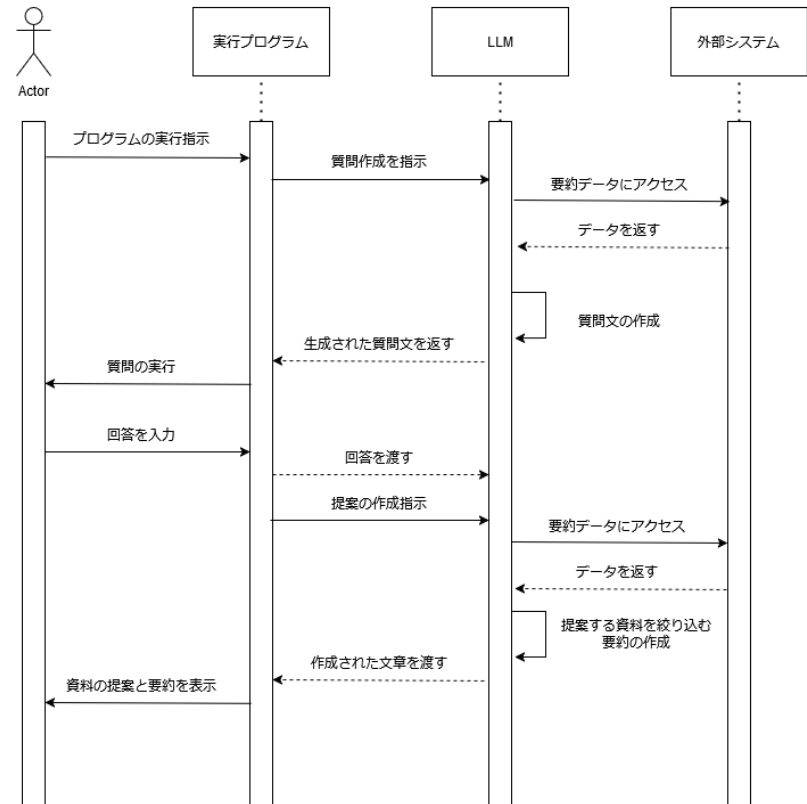 実行プログラム
LLM
外部システム
Actor
プログラムの実行指示
質問作成を指示
要約データにアクセス
データを返す
質問文の作成
生成された質問文を返す
質問の実行
回答を入力
回答を渡す
提案の作成指示
要約データにアクセス
データを返す
提案する資料を絞り込む
要約の作成
作成された文章を渡す
資料の提案と要約を表示